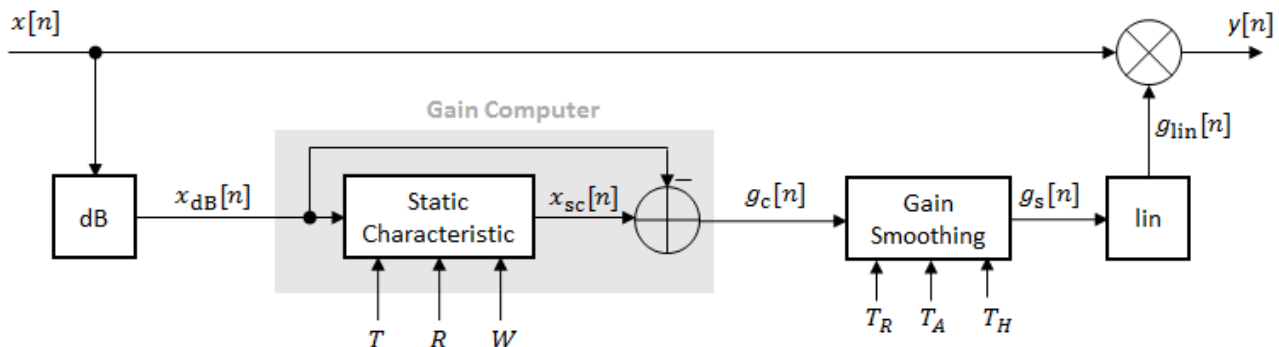 x[n]
y[n]
Gain Computer
g_lin[n]
dB
x_dB[n]
Static
Characteristic
x_sc[n]
−
g_c[n]
Gain
Smoothing
g_s[n]
lin
T
R
W
T_R
T_A
T_H